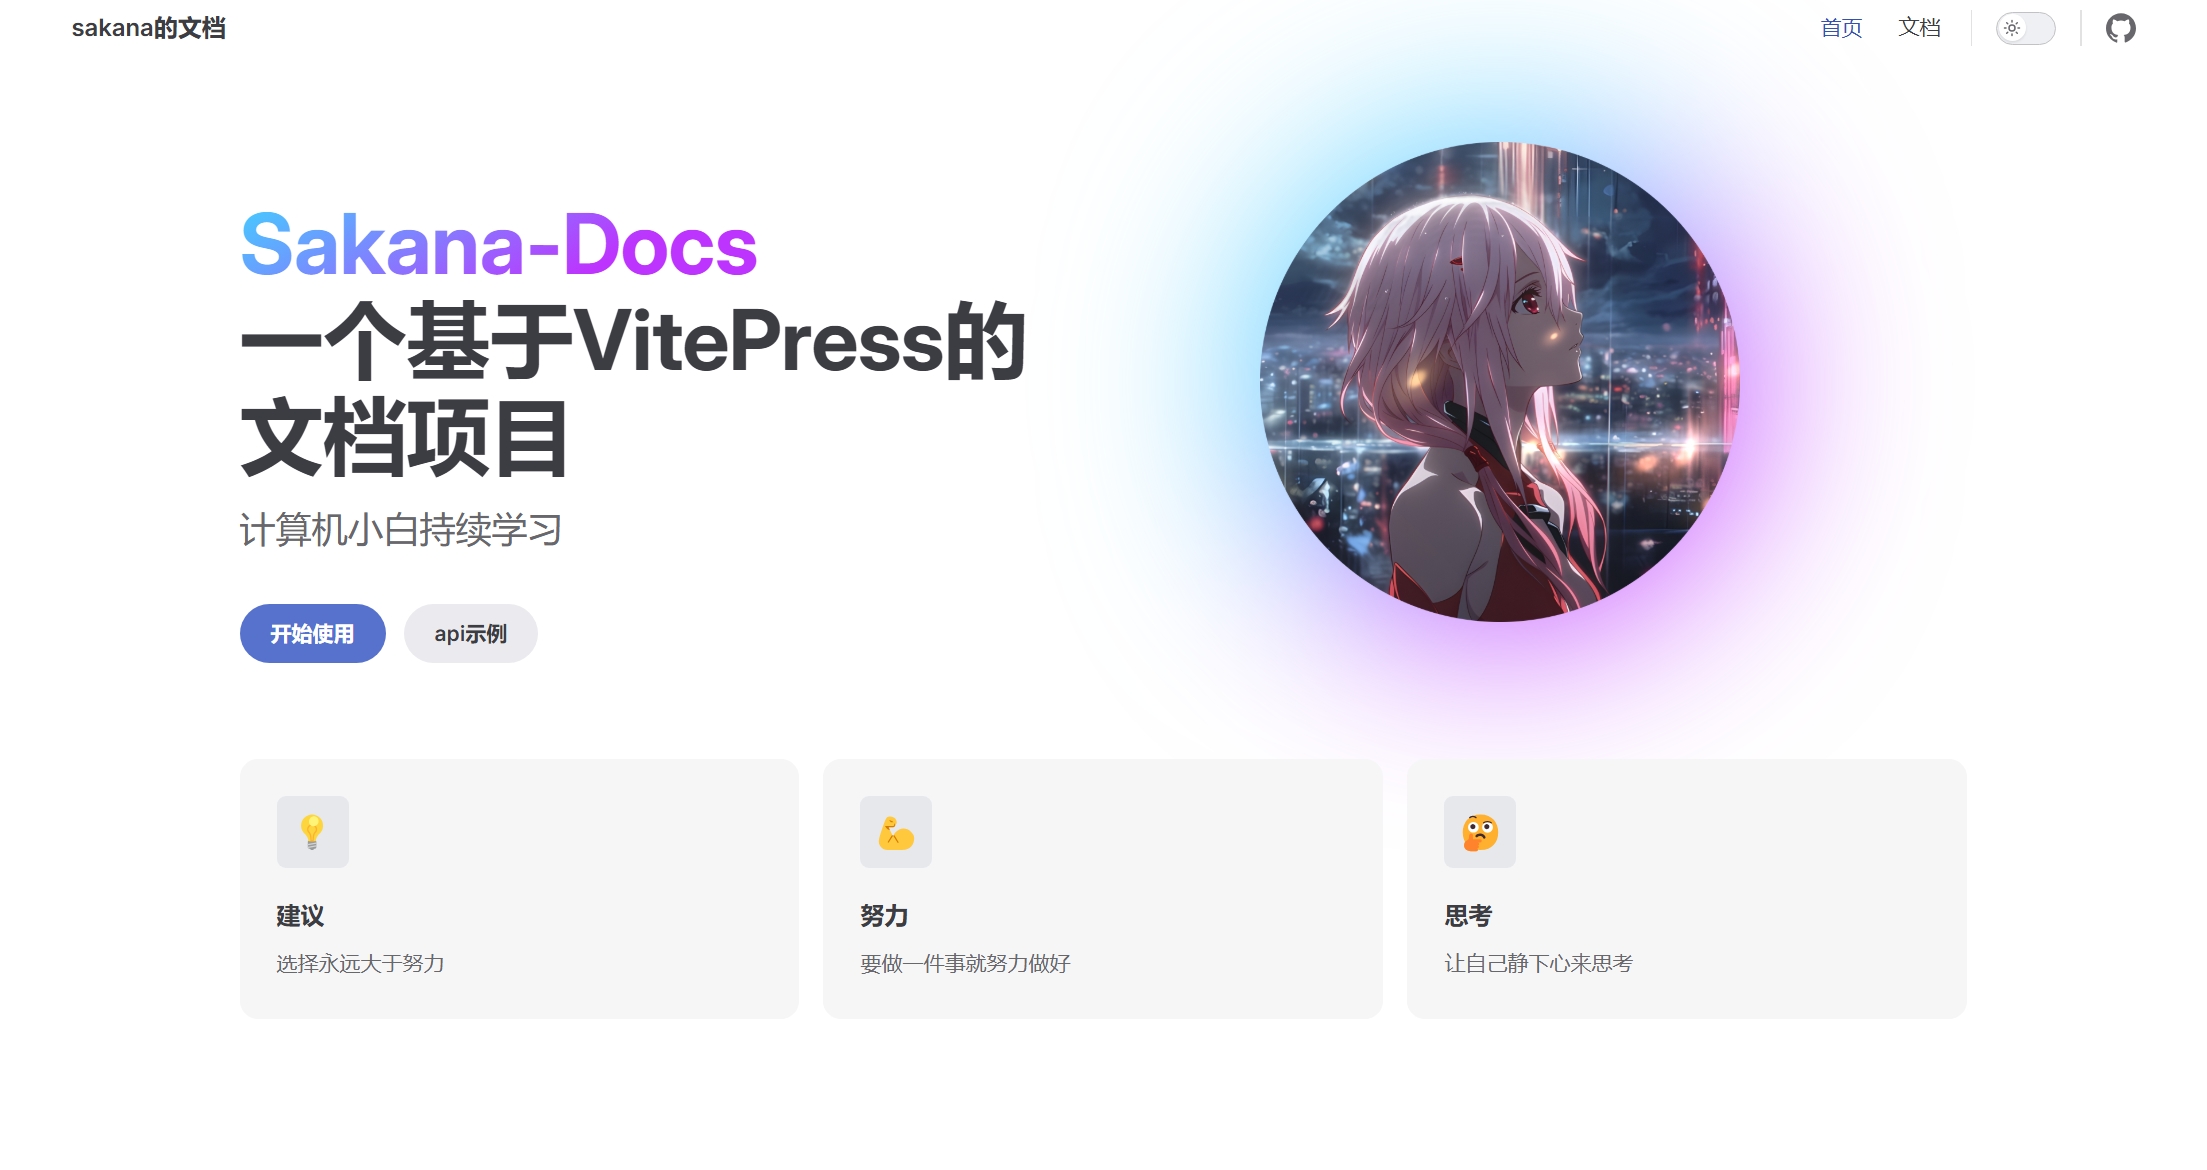 sakana的文档
首页
文档
Sakana-Docs
一个基于VitePress的
文档项目
计算机小白持续学习
开始使用
api示例
建议
选择永远大于努力
努力
要做一件事就努力做好
思考
让自己静下心来思考